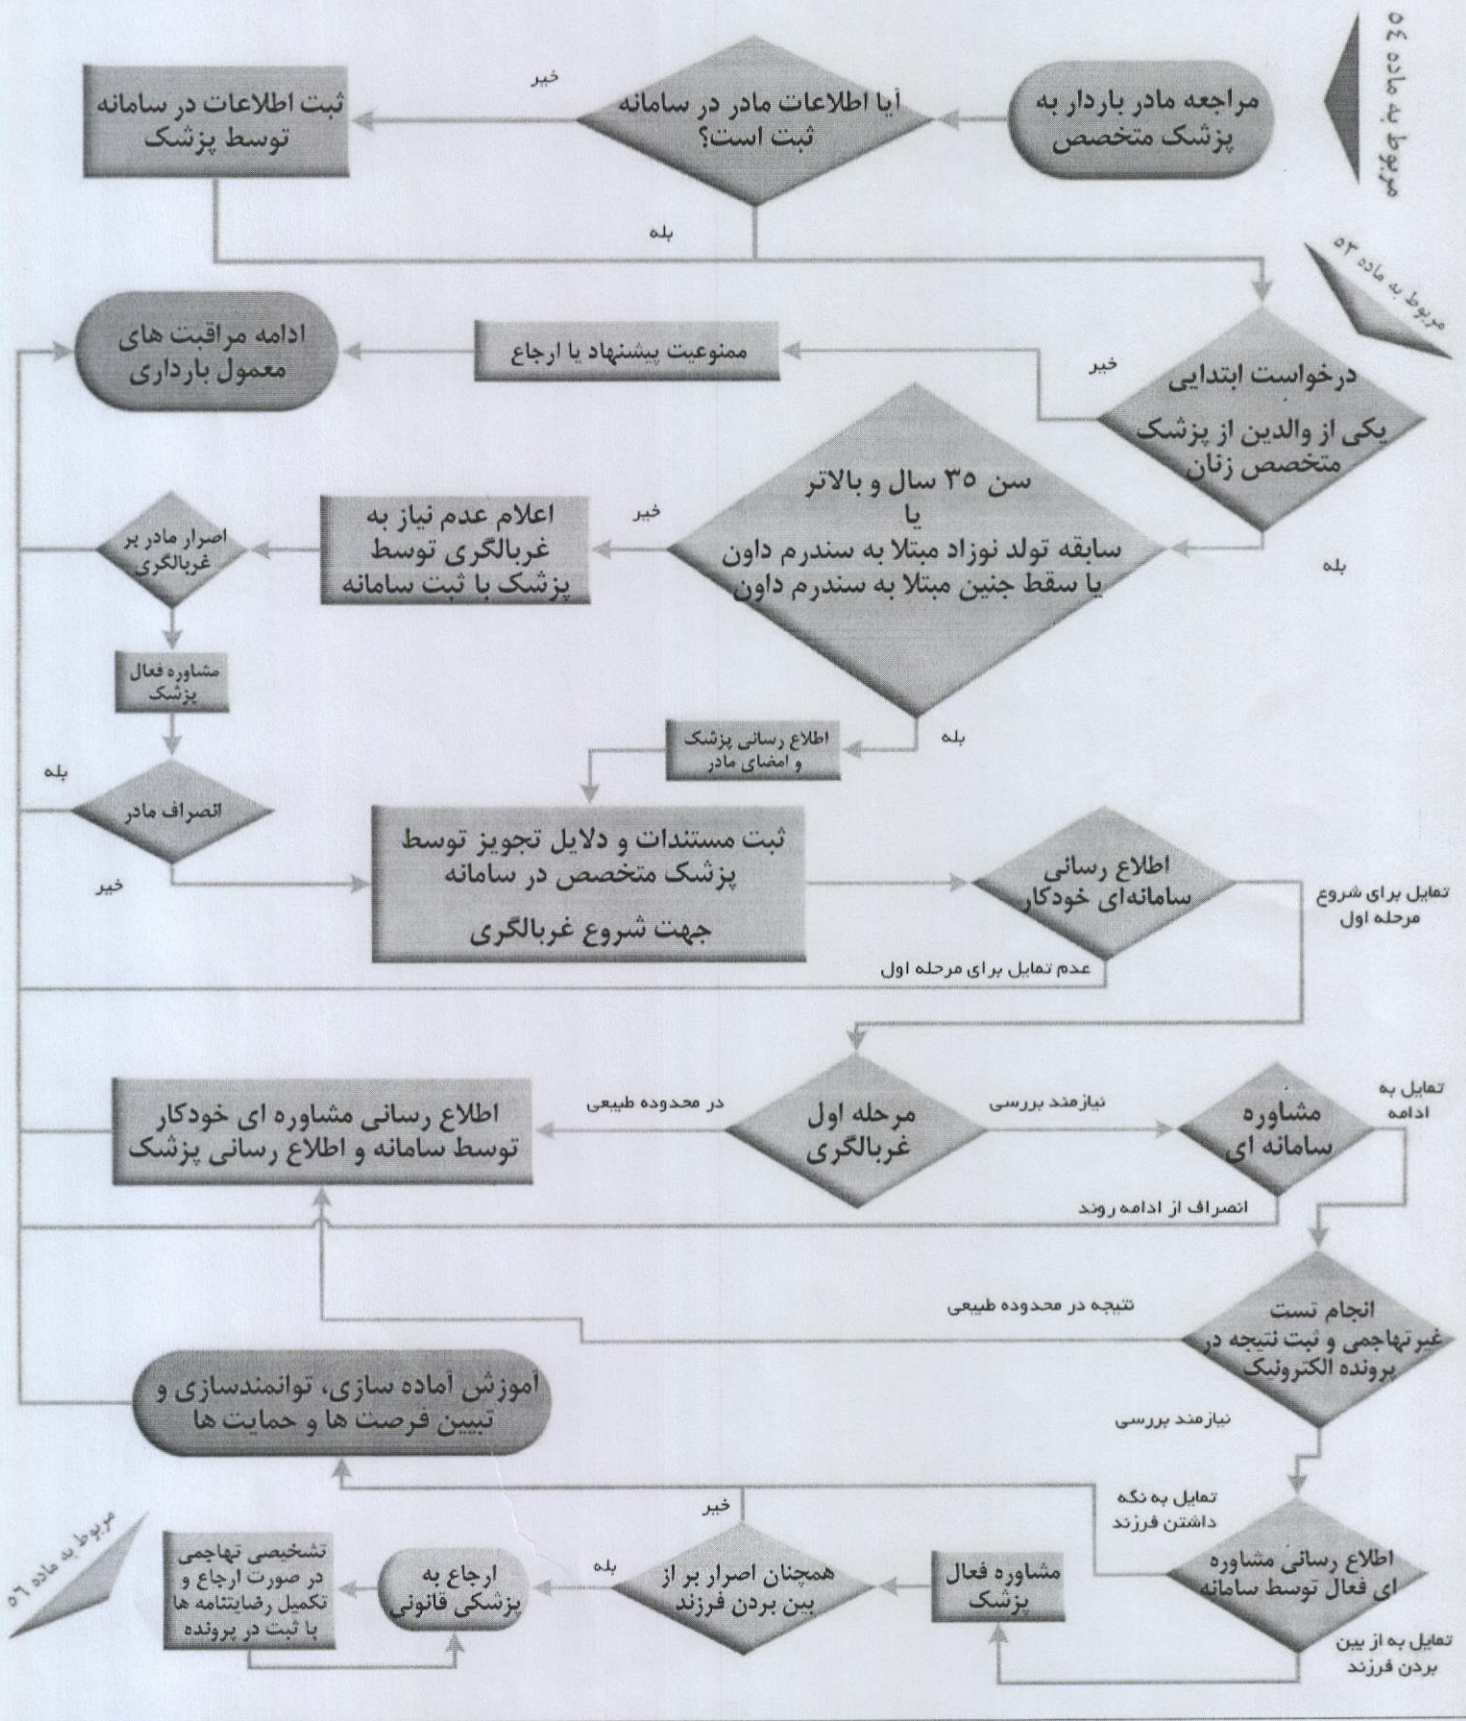 مربوط به ماده ٥٤
مراجعه مادر باردار به
پزشک متخصص
آیا اطلاعات مادر در سامانه
ثبت است؟
خیر
ثبت اطلاعات در سامانه
توسط پزشک
بله
مربوط به ماده ٥٣
درخواست ابتدایی
یکی از والدین از پزشک
متخصص زنان
خیر
ممنوعیت پیشنهاد یا ارجاع
ادامه مراقبت های
معمول بارداری
بله
سن ٣٥ سال و بالاتر
یا
سابقه تولد نوزاد مبتلا به سندرم داون
یا سقط جنین مبتلا به سندرم داون
خیر
اعلام عدم نیاز به
غربالگری توسط
پزشک با ثبت سامانه
اصرار مادر بر
غربالگری
مشاوره فعال
پزشک
بله
اطلاع رسانی پزشک
و امضای مادر
انصراف مادر
بله
خیر
ثبت مستندات و دلایل تجویز توسط
پزشک متخصص در سامانه
جهت شروع غربالگری
اطلاع رسانی
سامانه‌ای خودکار
تمایل برای شروع
مرحله اول
عدم تمایل برای مرحله اول
مرحله اول
غربالگری
در محدوده طبیعی
اطلاع رسانی مشاوره ای خودکار
توسط سامانه و اطلاع رسانی پزشک
نیازمند بررسی
مشاوره
سامانه ای
تمایل به
ادامه
انصراف از ادامه روند
انجام تست
غیرتهاجمی و ثبت نتیجه در
پرونده الکترونیک
نتیجه در محدوده طبیعی
نیازمند بررسی
آموزش آماده سازی، توانمندسازی و
تبیین فرصت ها و حمایت ها
تمایل به نگه
داشتن فرزند
اطلاع رسانی مشاوره
ای فعال توسط سامانه
تمایل به از بین
بردن فرزند
مشاوره فعال
پزشک
همچنان اصرار بر از
بین بردن فرزند
خیر
بله
ارجاع به
پزشکی قانونی
تشخیصی تهاجمی
در صورت ارجاع و
تکمیل رضایتنامه ها
با ثبت در پرونده
مربوط به ماده ٥٦